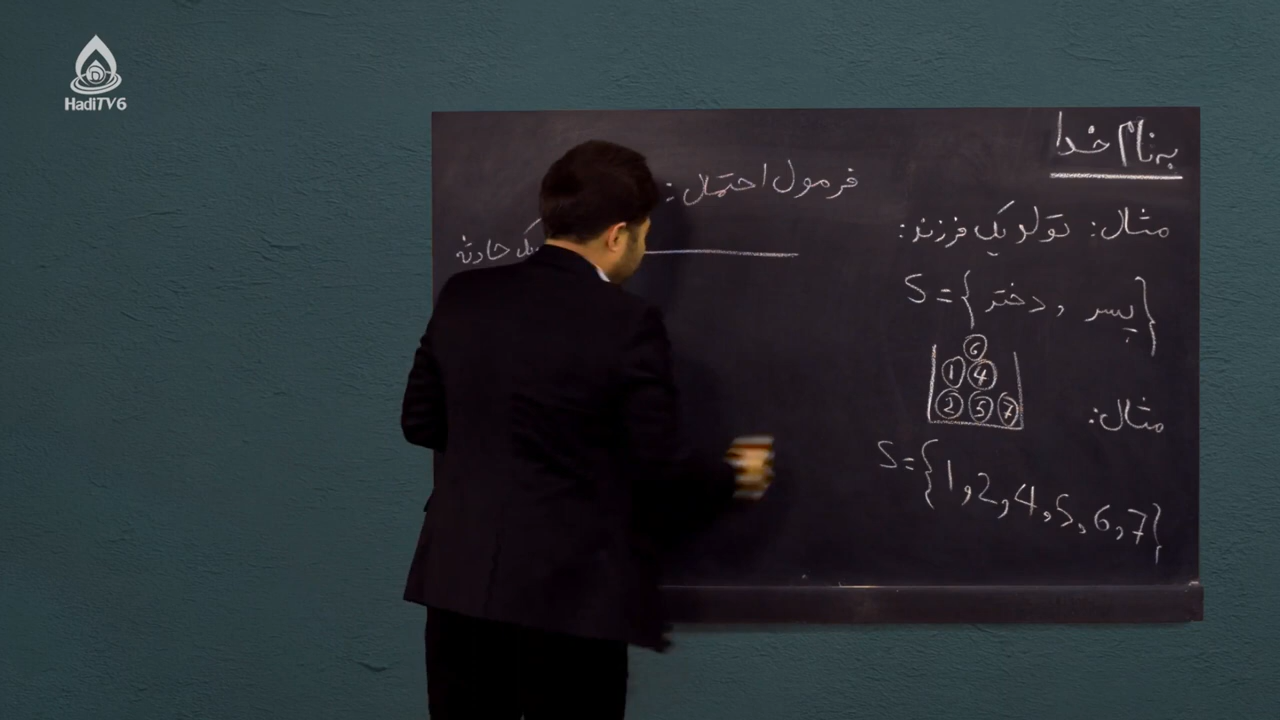 HadiTV6
به نام خدا
مثال: تولد یک فرزند:
S={پسر , دختر}
6
1 4
2 5 7
مثال:
S={1,2,4,5,6,7}
فرمول احتمال:
یک حادثه